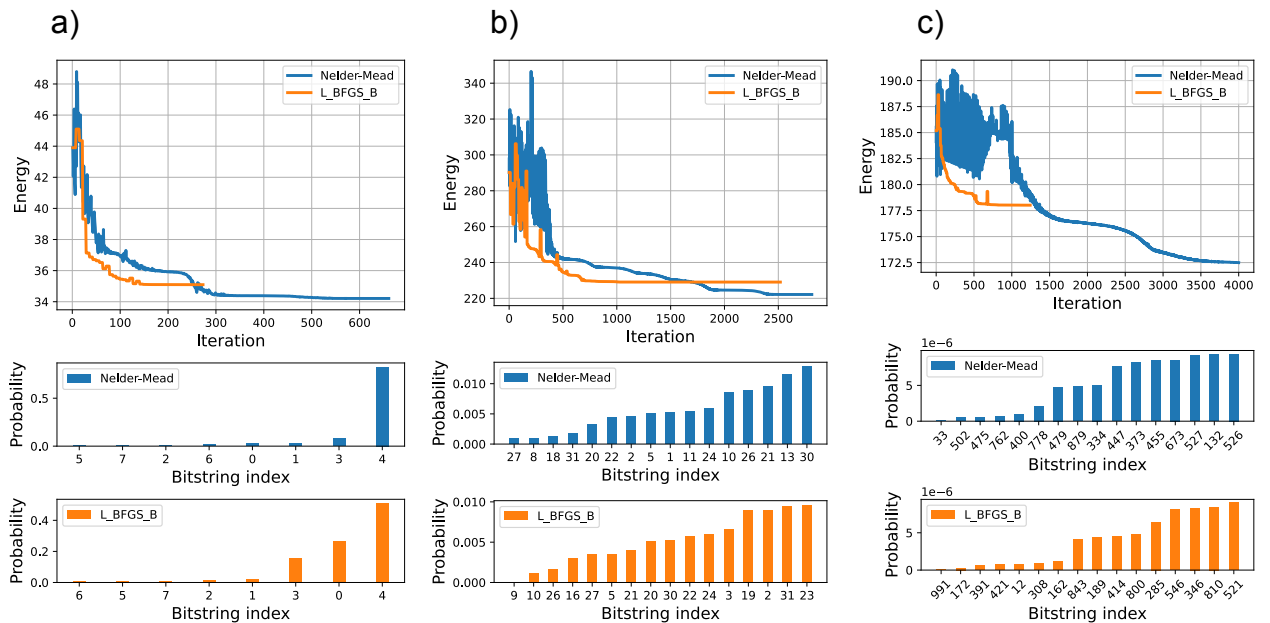 a)
48
46
44
42
40
38
36
34
Energy
Nelder-Mead
L_BFGS_B
0 100 200 300 400 500 600
Iteration
0.5
0.0
Probability
Nelder-Mead
5 7 2 6 0 1 3 4
Bitstring index
0.4
0.2
0.0
Probability
L_BFGS_B
6 5 7 2 1 3 0 4
Bitstring index
b)
340
320
300
280
260
240
220
Energy
Nelder-Mead
L_BFGS_B
0 500 1000 1500 2000 2500
Iteration
0.010
0.005
0.000
Probability
Nelder-Mead
27 8 18 31 20 22 2 5 1 11 24 10 26 21 13 30
Bitstring index
0.010
0.005
0.000
Probability
L_BFGS_B
9 10 26 16 27 5 21 20 30 22 24 3 19 2 31 23
Bitstring index
c)
190.0
187.5
185.0
182.5
180.0
177.5
175.0
172.5
Energy
Nelder-Mead
L_BFGS_B
0 500 1000 1500 2000 2500 3000 3500 4000
Iteration
1e−6
5
0
Probability
Nelder-Mead
33 502 475 762 400 778 479 879 334 447 373 455 673 527 132 526
Bitstring index
1e−6
5
0
Probability
L_BFGS_B
991 172 391 421 12 308 162 843 189 414 800 285 546 346 810 521
Bitstring index